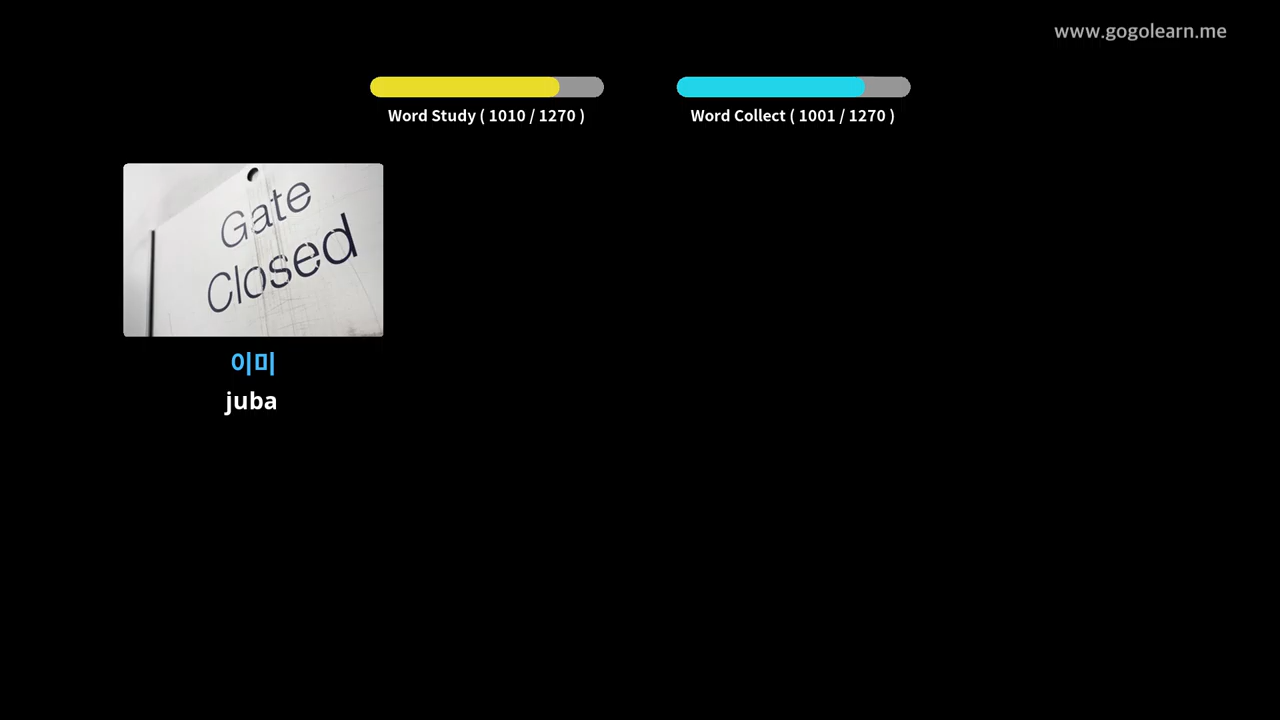 www.gogolearn.me
Word Study ( 1010 / 1270 )
Word Collect ( 1001 / 1270 )
Gate
Closed
이미
juba